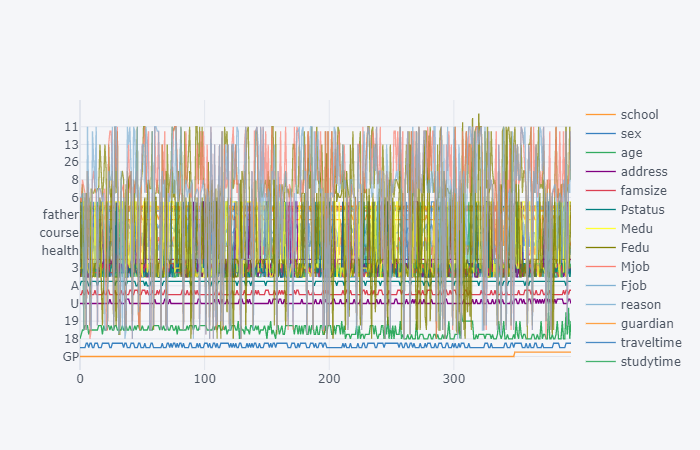 11
13
26
8
6
father
course
health
3
A
U
19
18
GP
0
100
200
300
school
sex
age
address
famsize
Pstatus
Medu
Fedu
Mjob
Fjob
reason
guardian
traveltime
studytime